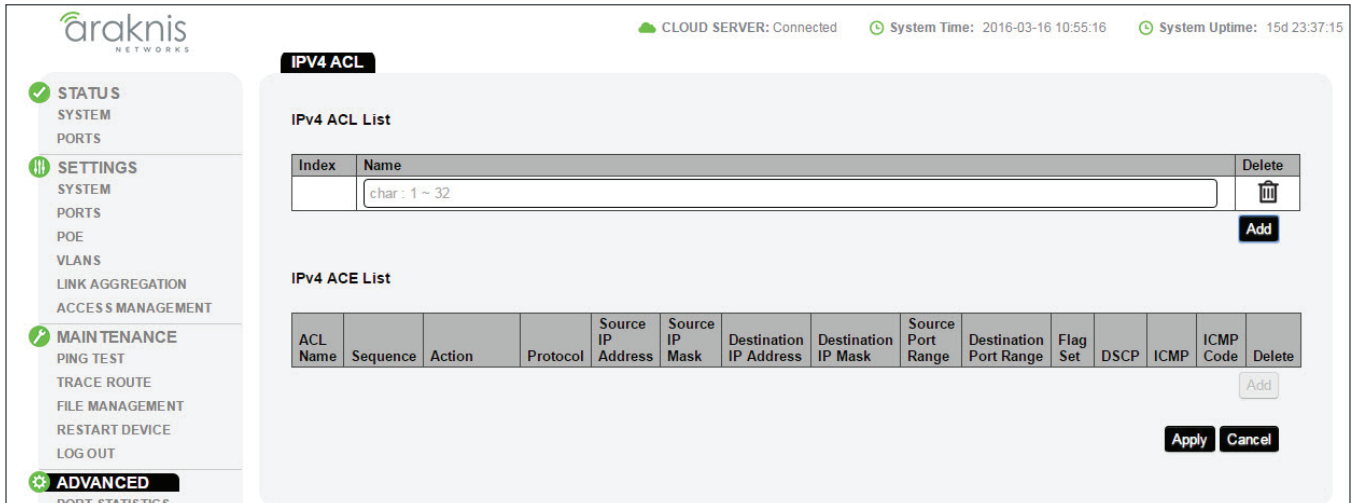 araknis
NETWORKS
CLOUD SERVER: Connected
System Time: 2016-03-16 10:55:16
System Uptime: 15d 23:37:15
IPV4 ACL
STATUS
SYSTEM
PORTS
SETTINGS
SYSTEM
PORTS
POE
VLANS
LINK AGGREGATION
ACCESS MANAGEMENT
MAINTENANCE
PING TEST
TRACE ROUTE
FILE MANAGEMENT
RESTART DEVICE
LOG OUT
ADVANCED
PORT STATISTICS
IPv4 ACL List
Index Name Delete
char : 1 ~ 32
Add
IPv4 ACE List
ACL Name Sequence Action Protocol Source IP Address Source IP Mask Destination IP Address Destination IP Mask Source Port Range Destination Port Range Flag Set DSCP ICMP ICMP Code Delete
Add
Apply Cancel